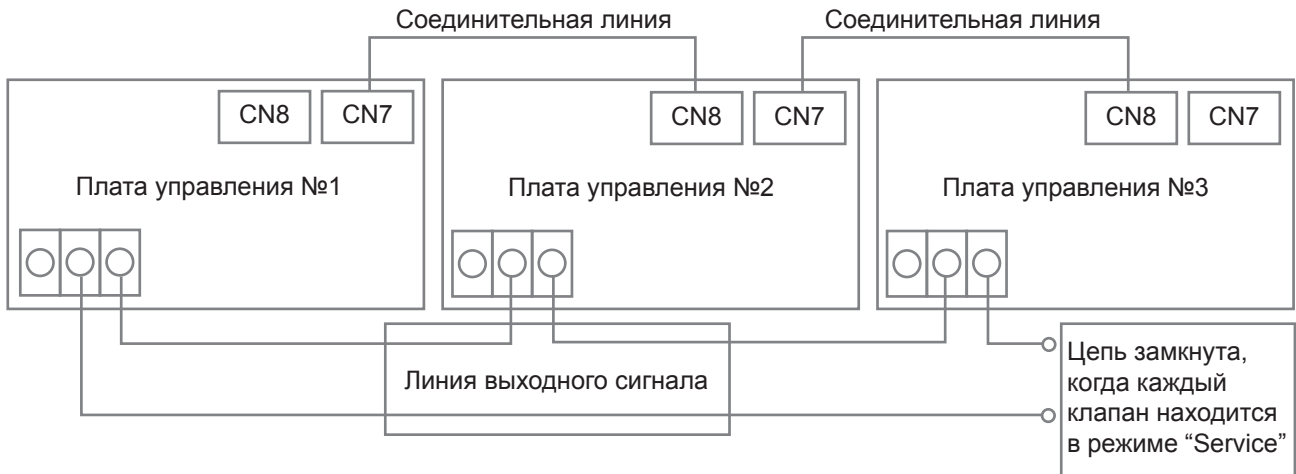 Соединительная линия
Соединительная линия
CN8
CN7
CN8
CN7
CN8
CN7
Плата управления №1
Плата управления №2
Плата управления №3
Линия выходного сигнала
Цепь замкнута,
когда каждый
клапан находится
в режиме “Service”